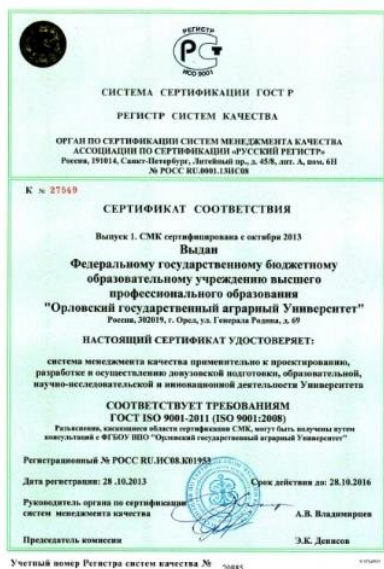 РЕГИСТР
ИСО 9001
СИСТЕМА СЕРТИФИКАЦИИ ГОСТ Р
РЕГИСТР СИСТЕМ КАЧЕСТВА
ОРГАН ПО СЕРТИФИКАЦИИ СИСТЕМ МЕНЕДЖМЕНТА КАЧЕСТВА
АССОЦИАЦИИ ПО СЕРТИФИКАЦИИ «РУССКИЙ РЕГИСТР»
Россия, 191014, Санкт-Петербург, Литейный пр., д. 45/8, лит. А, пом. 6Н
№ РОСС RU.0001.13ИС08
К № 27569
СЕРТИФИКАТ СООТВЕТСТВИЯ
Выпуск 1. СМК сертифицирована с октября 2013
Выдан
Федеральному государственному бюджетному
образовательному учреждению высшего
профессионального образования
"Орловский государственный аграрный Университет"
Россия, 302019, г. Орел, ул. Генерала Родина, д. 69
НАСТОЯЩИЙ СЕРТИФИКАТ УДОСТОВЕРЯЕТ:
система менеджмента качества применительно к проектированию,
разработке и осуществлению довузовской подготовки, образовательной,
научно-исследовательской и инновационной деятельности Университета
СООТВЕТСТВУЕТ ТРЕБОВАНИЯМ
ГОСТ ISO 9001-2011 (ISO 9001:2008)
Разъяснения, касающиеся области сертификации СМК, могут быть получены путем
консультаций с ФГБОУ ВПО "Орловский государственный аграрный Университет"
Регистрационный № РОСС RU.ИС08.К01953
Дата регистрации: 28.10.2013 Срок действия до: 28.10.2016
Руководитель органа по сертификации
систем менеджмента качества А.В. Владимирцев
Председатель комиссии Э.К. Денисов
Учетный номер Регистра систем качества № 20885